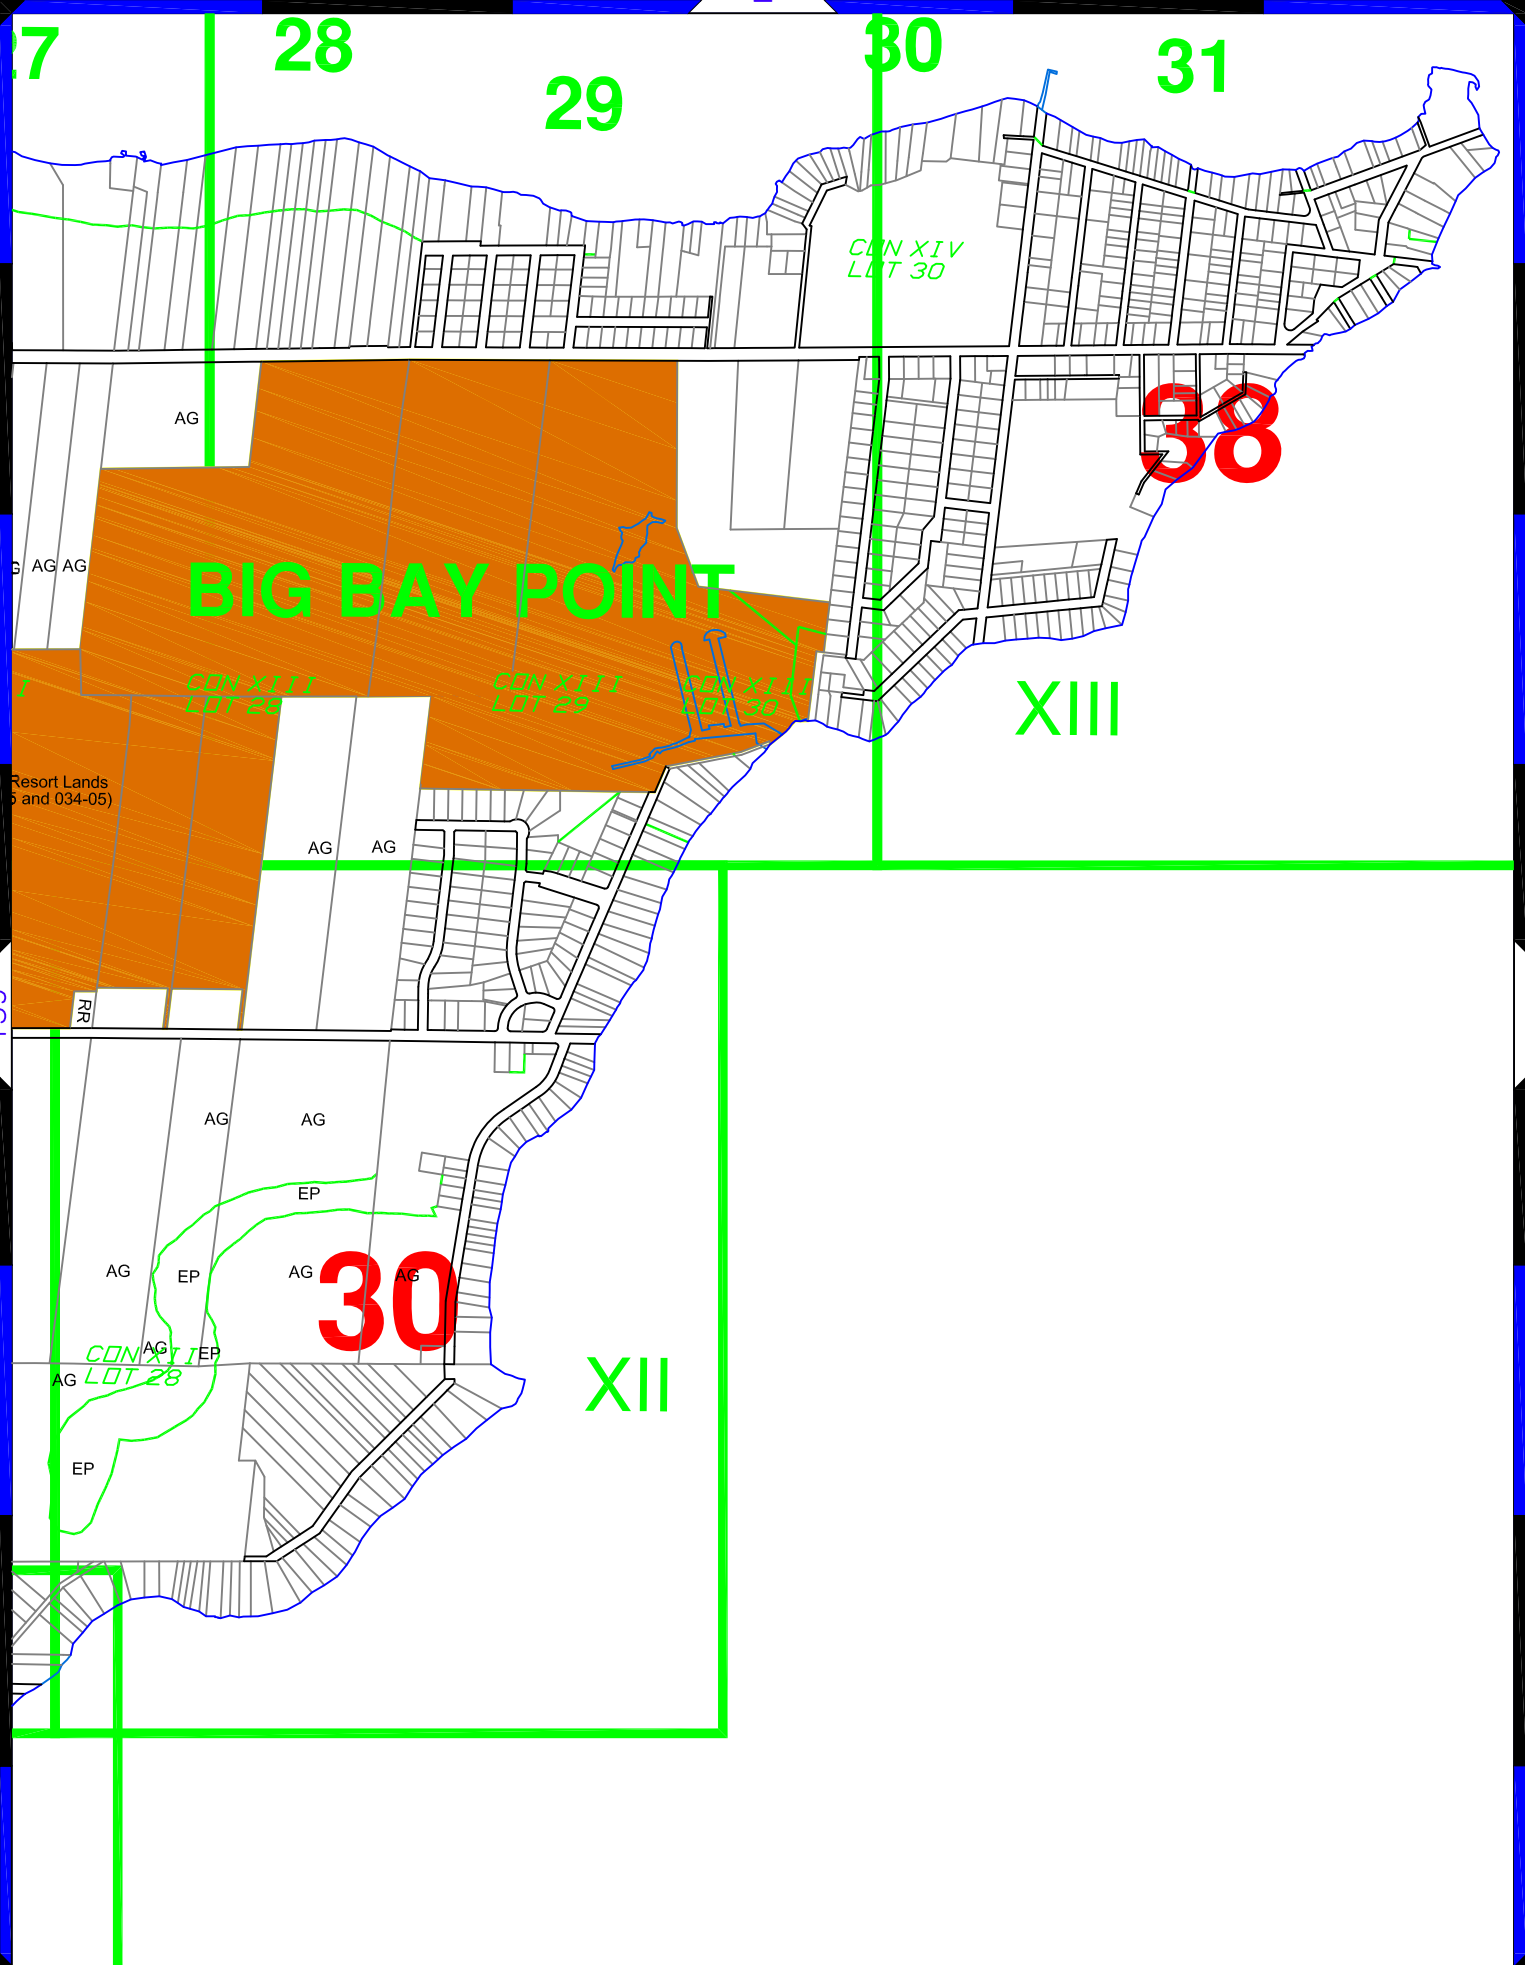 28
30
31
29
CON XIV
LOT 30
38
AG
AG
AG
BIG BAY POINT
CON XIII
LOT 28
CON XIII
LOT 29
CON XIII
LOT 30
XIII
Resort Lands
and 034-05)
AG
AG
RR
AG
AG
EP
AG
EP
AG
AG
30
AG
EP
CON XII
LOT 28
AG
XII
EP